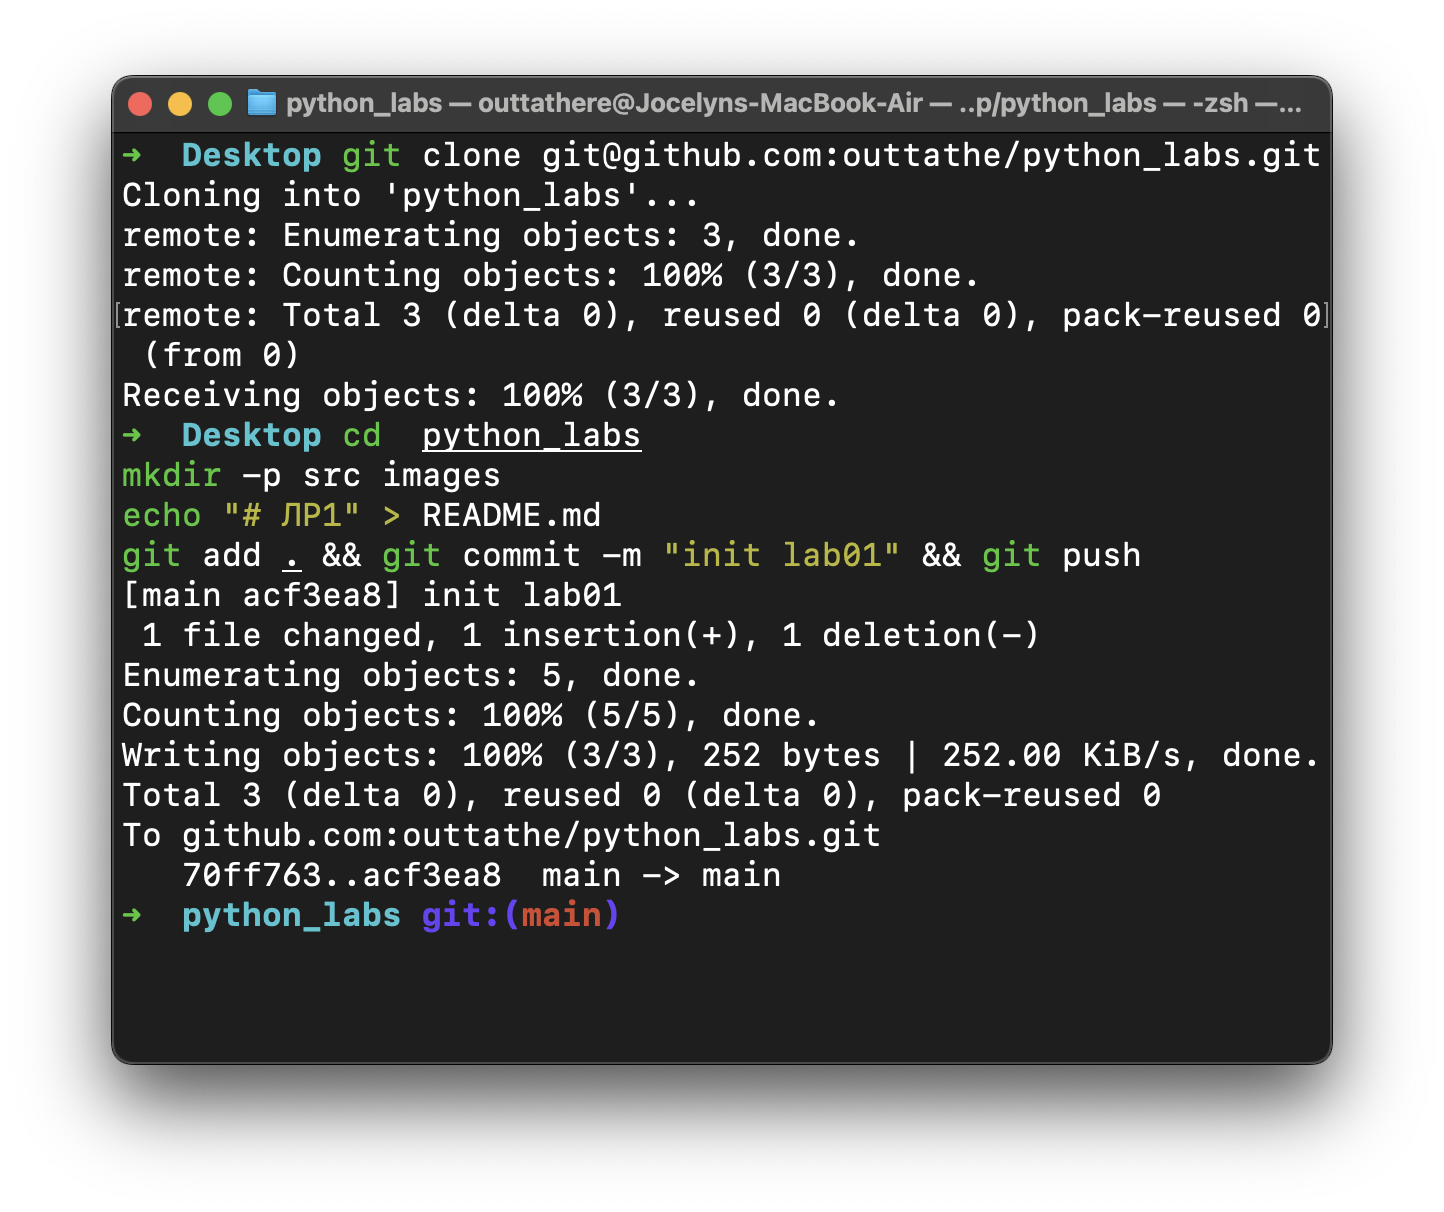 python_labs — outtathere@Jocelyns-MacBook-Air — ..p/python_labs — -zsh —...
➜  Desktop git clone git@github.com:outtathe/python_labs.git
Cloning into 'python_labs'...
remote: Enumerating objects: 3, done.
remote: Counting objects: 100% (3/3), done.
[remote: Total 3 (delta 0), reused 0 (delta 0), pack-reused 0]
 (from 0)
Receiving objects: 100% (3/3), done.
➜  Desktop cd  python_labs
mkdir -p src images
echo "# ЛР1" > README.md
git add . && git commit -m "init lab01" && git push
[main acf3ea8] init lab01
 1 file changed, 1 insertion(+), 1 deletion(-)
Enumerating objects: 5, done.
Counting objects: 100% (5/5), done.
Writing objects: 100% (3/3), 252 bytes | 252.00 KiB/s, done.
Total 3 (delta 0), reused 0 (delta 0), pack-reused 0
To github.com:outtathe/python_labs.git
   70ff763..acf3ea8  main -> main
➜  python_labs git:(main)